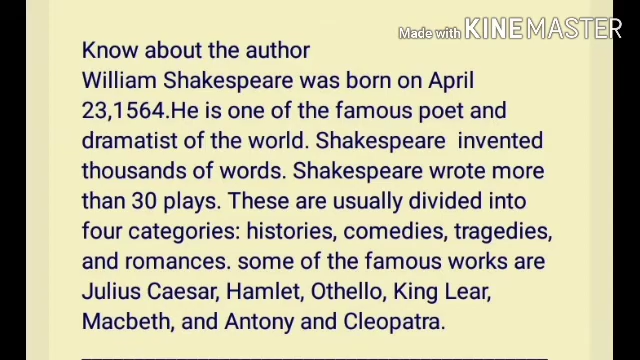 Made with KINEMASTER
Know about the author
William Shakespeare was born on April
23,1564.He is one of the famous poet and
dramatist of the world. Shakespeare  invented
thousands of words. Shakespeare wrote more
than 30 plays. These are usually divided into
four categories: histories, comedies, tragedies,
and romances. some of the famous works are
Julius Caesar, Hamlet, Othello, King Lear,
Macbeth, and Antony and Cleopatra.